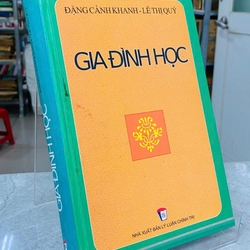 ĐẶNG CẢNH KHANH - LÊ THỊ QUÝ
GIA ĐÌNH HỌC
NHÀ XUẤT BẢN LÝ LUẬN CHÍNH TRỊ
GIA ĐÌNH HỌC